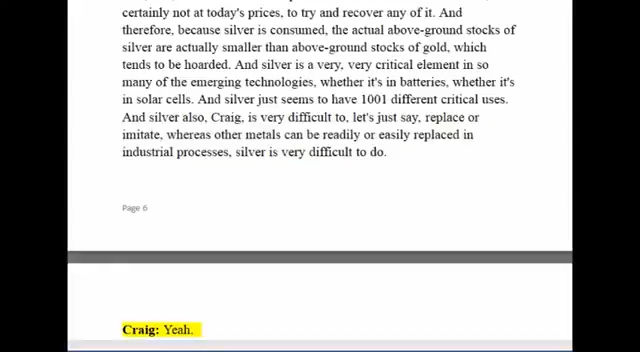 certainly not at today's prices, to try and recover any of it. And
therefore, because silver is consumed, the actual above-ground stocks of
silver are actually smaller than above-ground stocks of gold, which
tends to be hoarded. And silver is a very, very critical element in so
many of the emerging technologies, whether it's in batteries, whether it's
in solar cells. And silver just seems to have 1001 different critical uses.
And silver also, Craig, is very difficult to, let's just say, replace or
imitate, whereas other metals can be readily or easily replaced in
industrial processes, silver is very difficult to do.
Page 6
Craig: Yeah.